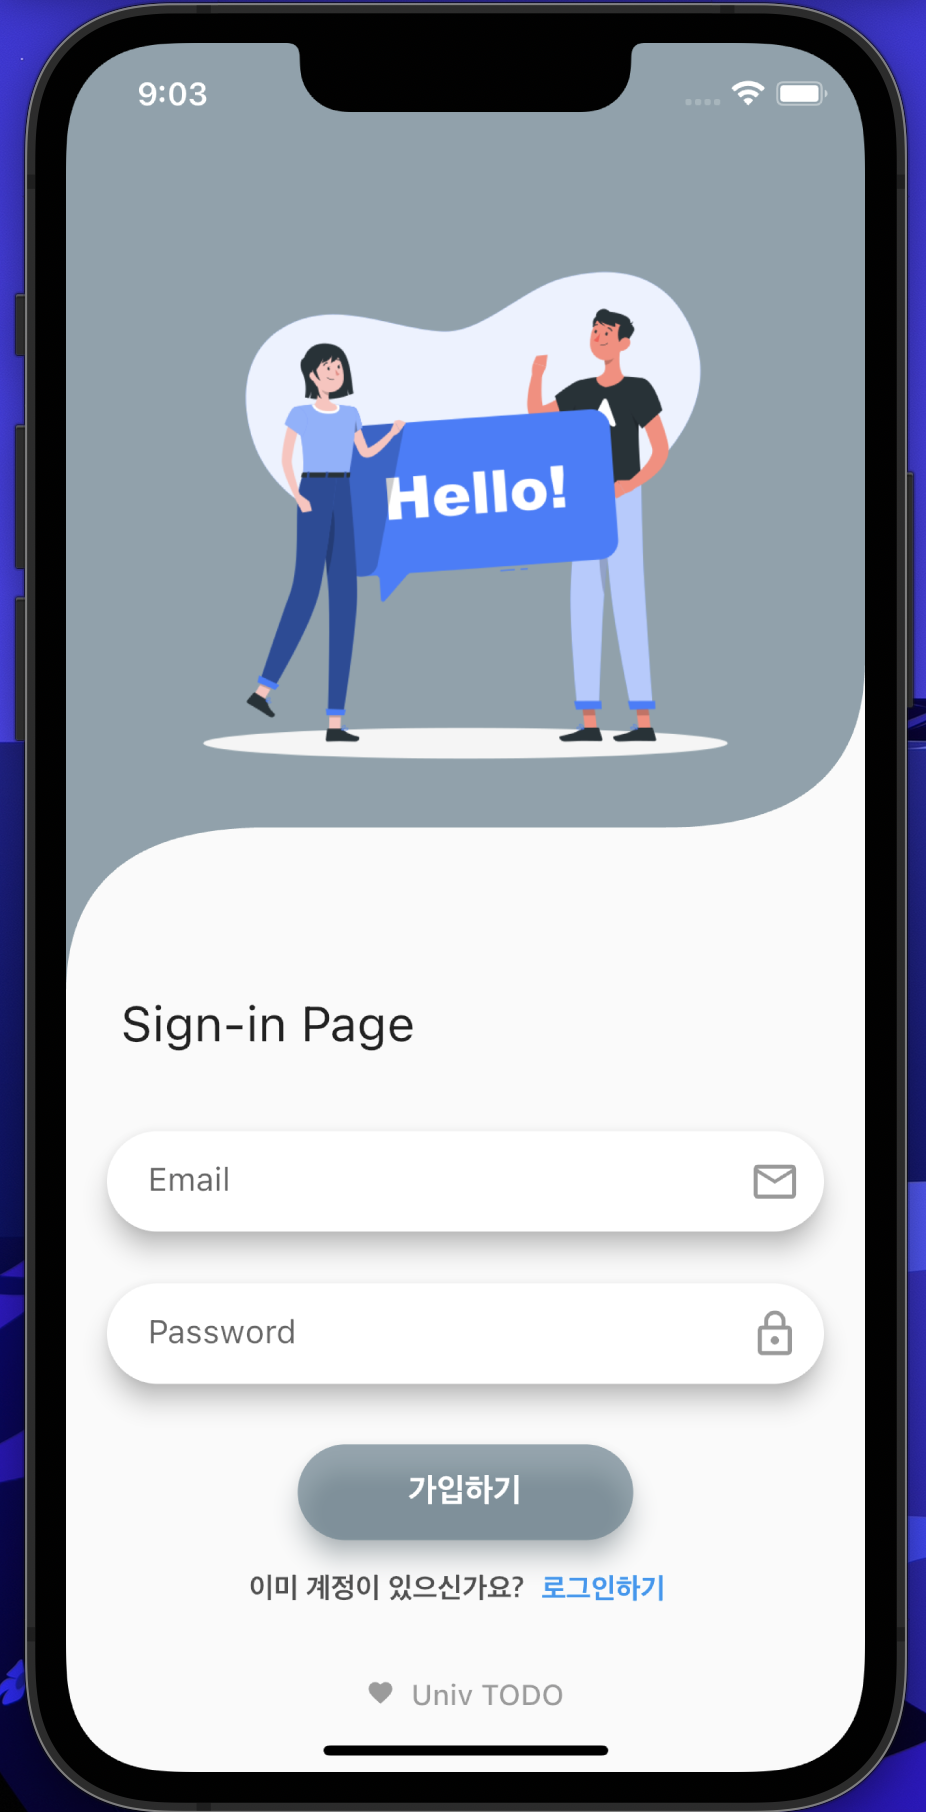 9:03
Hello!
Sign-in Page
Email
Password
가입하기
이미 계정이 있으신가요? 로그인하기
Univ TODO